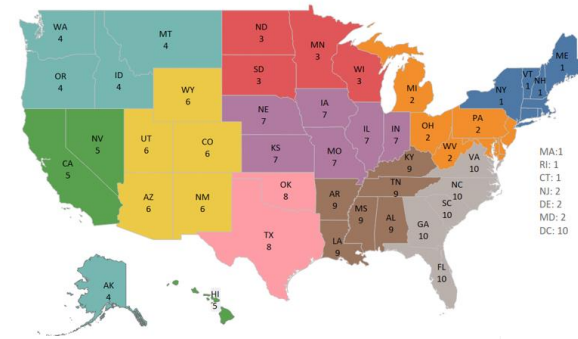 WA
4
MT
4
ND
3
MN
3
OR
4
ID
4
SD
3
WI
3
MI
2
ME
1
VT
1
NH
1
NY
1
WY
6
NE
7
IA
7
PA
2
OH
2
NV
5
UT
6
CO
6
IL
7
IN
7
WV
2
CA
5
KS
7
MO
7
KY
9
VA
10
MA:1
RI: 1
CT: 1
NJ: 2
DE: 2
MD: 2
DC: 10
AZ
6
NM
6
OK
8
AR
9
TN
9
NC
10
SC
10
TX
8
MS
9
AL
9
GA
10
LA
9
FL
10
AK
4
HI
5